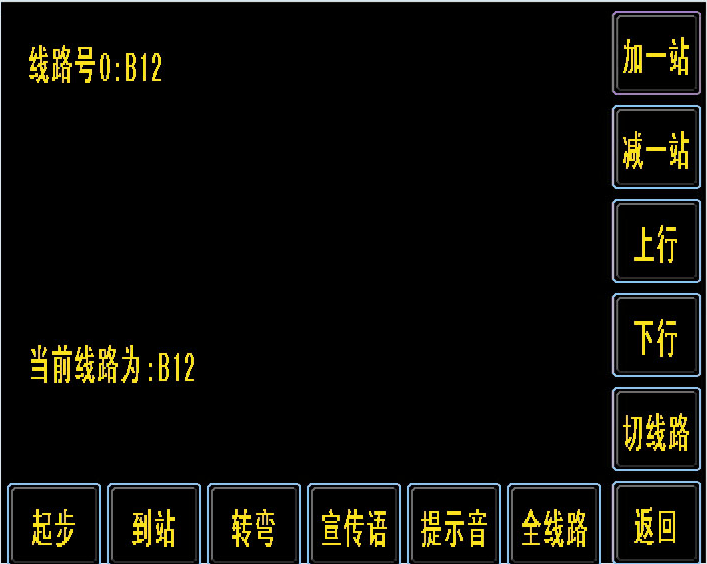 线路号0:B12
加一站
减一站
上行
下行
当前线路为:B12
切线路
起步
到站
转弯
宣传语
提示音
全线路
返回